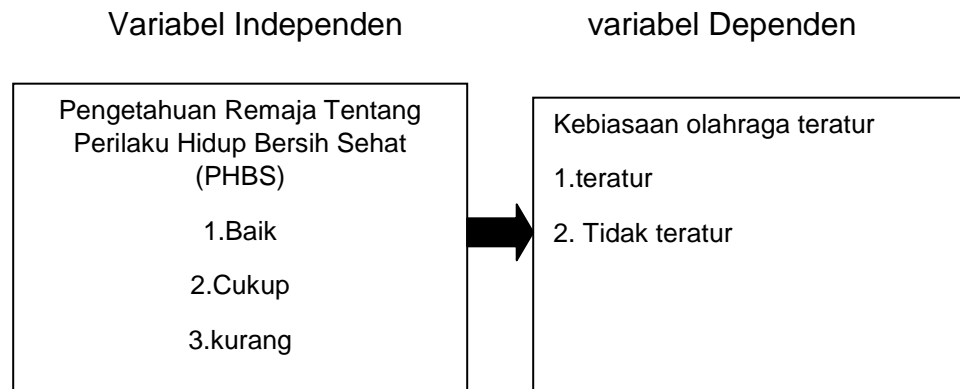 Variabel Independen
variabel Dependen
Pengetahuan Remaja Tentang
Perilaku Hidup Bersih Sehat
(PHBS)
1.Baik
2.Cukup
3.kurang
Kebiasaan olahraga teratur
1.teratur
2. Tidak teratur